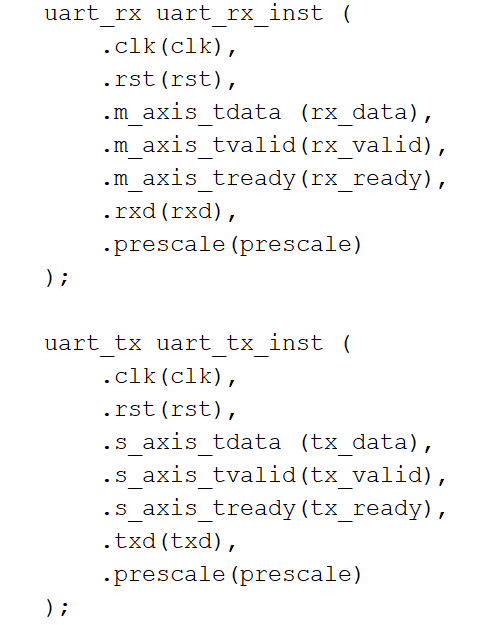 uart_rx uart_rx_inst (
    .clk(clk),
    .rst(rst),
    .m_axis_tdata (rx_data),
    .m_axis_tvalid(rx_valid),
    .m_axis_tready(rx_ready),
    .rxd(rxd),
    .prescale(prescale)
);

uart_tx uart_tx_inst (
    .clk(clk),
    .rst(rst),
    .s_axis_tdata (tx_data),
    .s_axis_tvalid(tx_valid),
    .s_axis_tready(tx_ready),
    .txd(txd),
    .prescale(prescale)
);